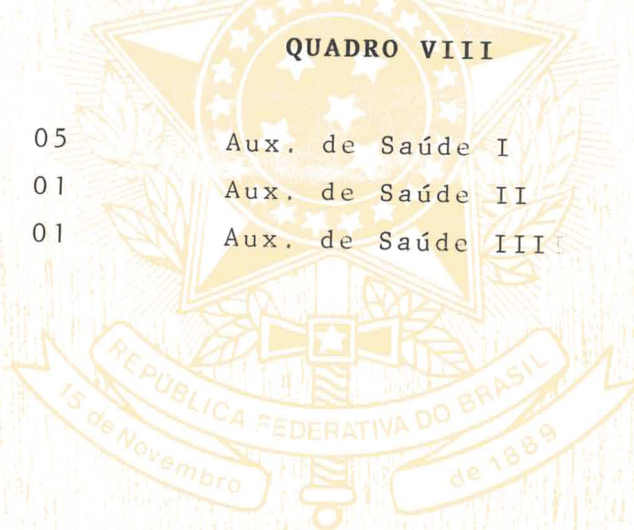 QUADRO VIII
05 Aux. de Saúde I
01 Aux. de Saúde II
01 Aux. de Saúde III
REPÚBLICA FEDERATIVA DO BRASIL
15 de Novembro de 1889